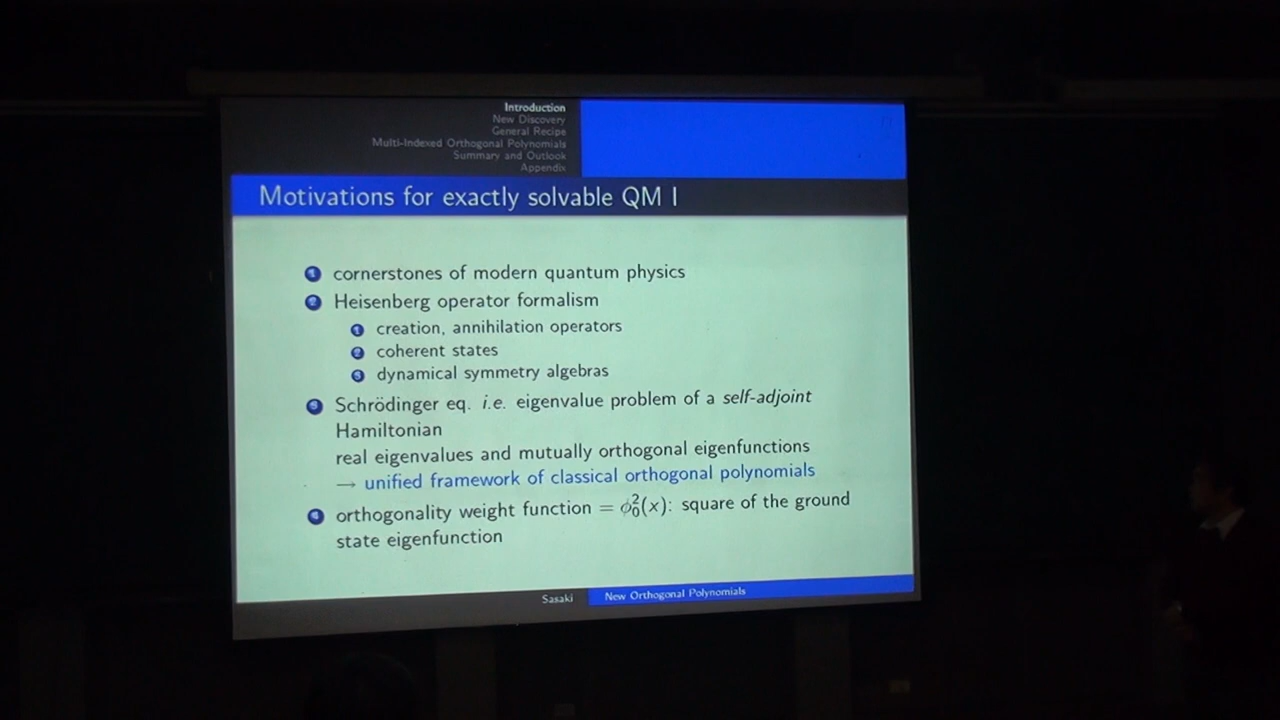 Introduction
New Discovery
General Recipe
Multi-Indexed Orthogonal Polynomials
Summary and Outlook
Appendix
Motivations for exactly solvable QM I
1 cornerstones of modern quantum physics
2 Heisenberg operator formalism
1 creation, annihilation operators
2 coherent states
3 dynamical symmetry algebras
3 Schrödinger eq. i.e. eigenvalue problem of a self-adjoint
Hamiltonian
real eigenvalues and mutually orthogonal eigenfunctions
→ unified framework of classical orthogonal polynomials
4 orthogonality weight function = ϕ₀²(x): square of the ground
state eigenfunction
Sasaki New Orthogonal Polynomials